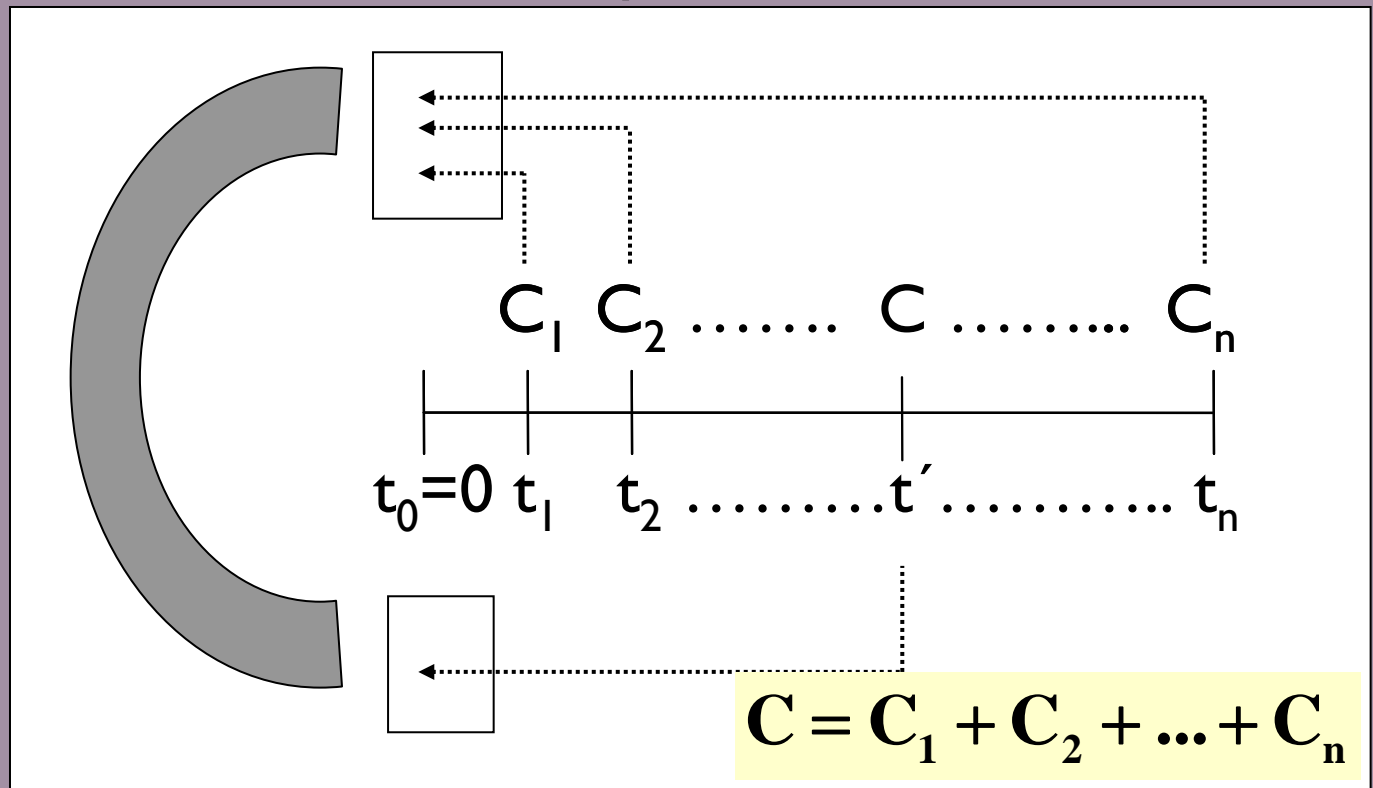 C₁ C₂ ....... C ......... Cₙ
t₀=0 t₁ t₂ .........t´........... tₙ
C = C₁ + C₂ + ... + Cₙ